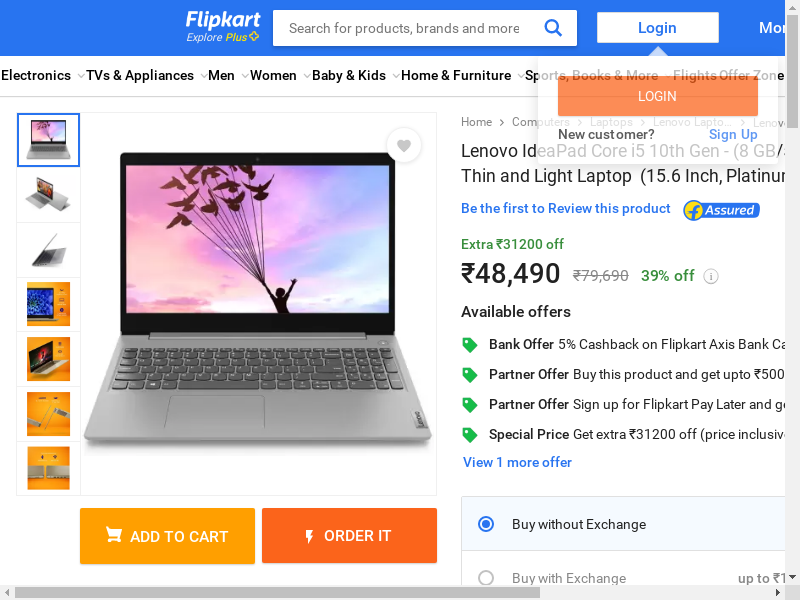 Flipkart
Explore Plus
Search for products, brands and more
Login
Mor
Electronics
TVs & Appliances
Men
Women
Baby & Kids
Home & Furniture
Sports, Books & More
Flights
Offer Zone
LOGIN
New customer?
Sign Up
Home > Computers > Laptops > Lenovo Lapto... > Lenovo
Lenovo IdeaPad Core i5 10th Gen - (8 GB/
Thin and Light Laptop (15.6 Inch, Platinum
Be the first to Review this product
Assured
Extra ₹31200 off
₹48,490 ₹79,690 39% off
Available offers
Bank Offer 5% Cashback on Flipkart Axis Bank Ca
Partner Offer Buy this product and get upto ₹500
Partner Offer Sign up for Flipkart Pay Later and ge
Special Price Get extra ₹31200 off (price inclusiv
View 1 more offer
ADD TO CART
ORDER IT
Buy without Exchange
Buy with Exchange
up to ₹1
Lenovo